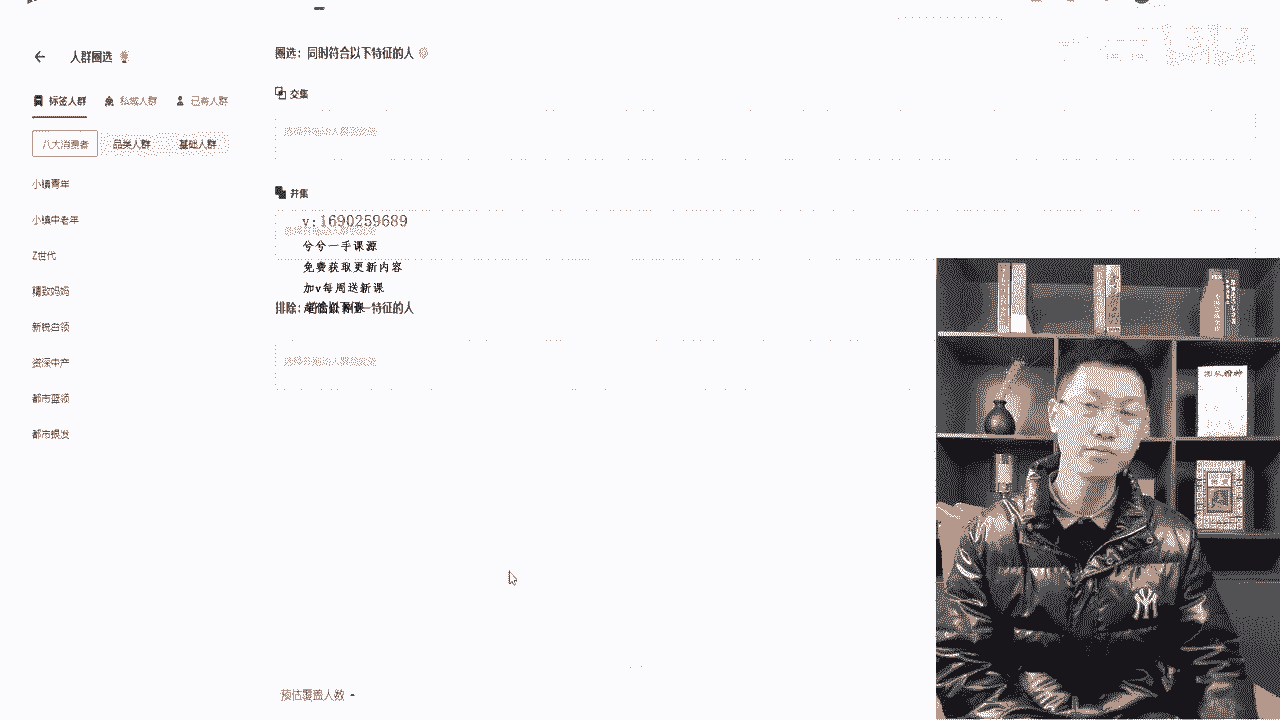 人群圈选
标签人群 私域人群 已有人群
八大消费者 品类人群 基础人群
小镇青年
小镇中老年
Z世代
精致妈妈
新锐白领
资深中产
都市蓝领
都市银发
圈选：同时符合以下特征的人
交集
并集
v:1690259689
兮兮一手课源
免费获取更新内容
加v每周送新课
排除：
特征的人
预估覆盖人数